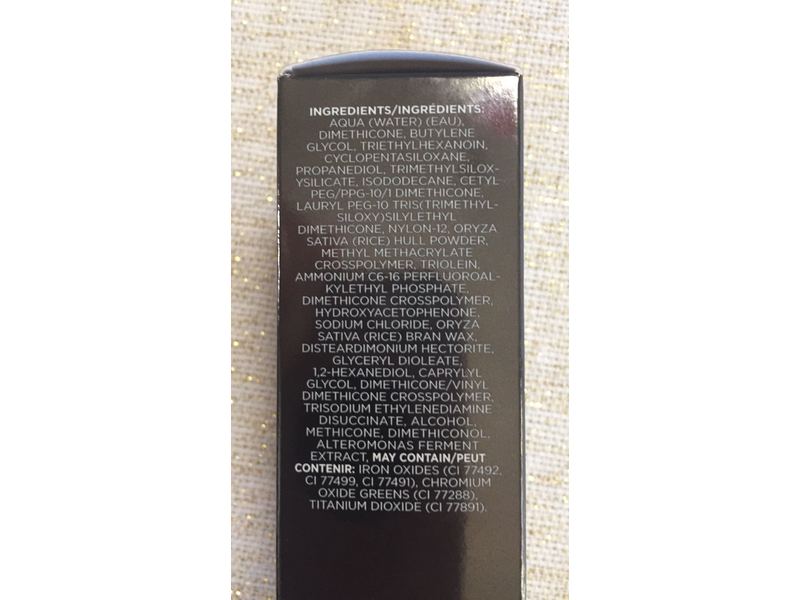 INGREDIENTS/INGRÉDIENTS:
AQUA (WATER) (EAU),
DIMETHICONE, BUTYLENE
GLYCOL, TRIETHYLHEXANOIN,
CYCLOPENTASILOXANE,
PROPANEDIOL, TRIMETHYLSILOX-
YSILICATE, ISODODECANE, CETYL
PEG/PPG-10/1 DIMETHICONE,
LAURYL PEG-10 TRIS(TRIMETHYL-
SILOXY)SILYLETHYL
DIMETHICONE, NYLON-12, ORYZA
SATIVA (RICE) HULL POWDER,
METHYL METHACRYLATE
CROSSPOLYMER, TRIOLEIN,
AMMONIUM C6-16 PERFLUOROAL-
KYLETHYL PHOSPHATE,
DIMETHICONE CROSSPOLYMER,
HYDROXYACETOPHENONE,
SODIUM CHLORIDE, ORYZA
SATIVA (RICE) BRAN WAX,
DISTEARDIMONIUM HECTORITE,
GLYCERYL DIOLEATE,
1,2-HEXANEDIOL, CAPRYLYL
GLYCOL, DIMETHICONE/VINYL
DIMETHICONE CROSSPOLYMER,
TRISODIUM ETHYLENEDIAMINE
DISUCCINATE, ALCOHOL,
METHICONE, DIMETHICONOL,
ALTEROMONAS FERMENT
EXTRACT, MAY CONTAIN/PEUT
CONTENIR: IRON OXIDES (CI 77492,
CI 77499, CI 77491), CHROMIUM
OXIDE GREENS (CI 77288),
TITANIUM DIOXIDE (CI 77891).